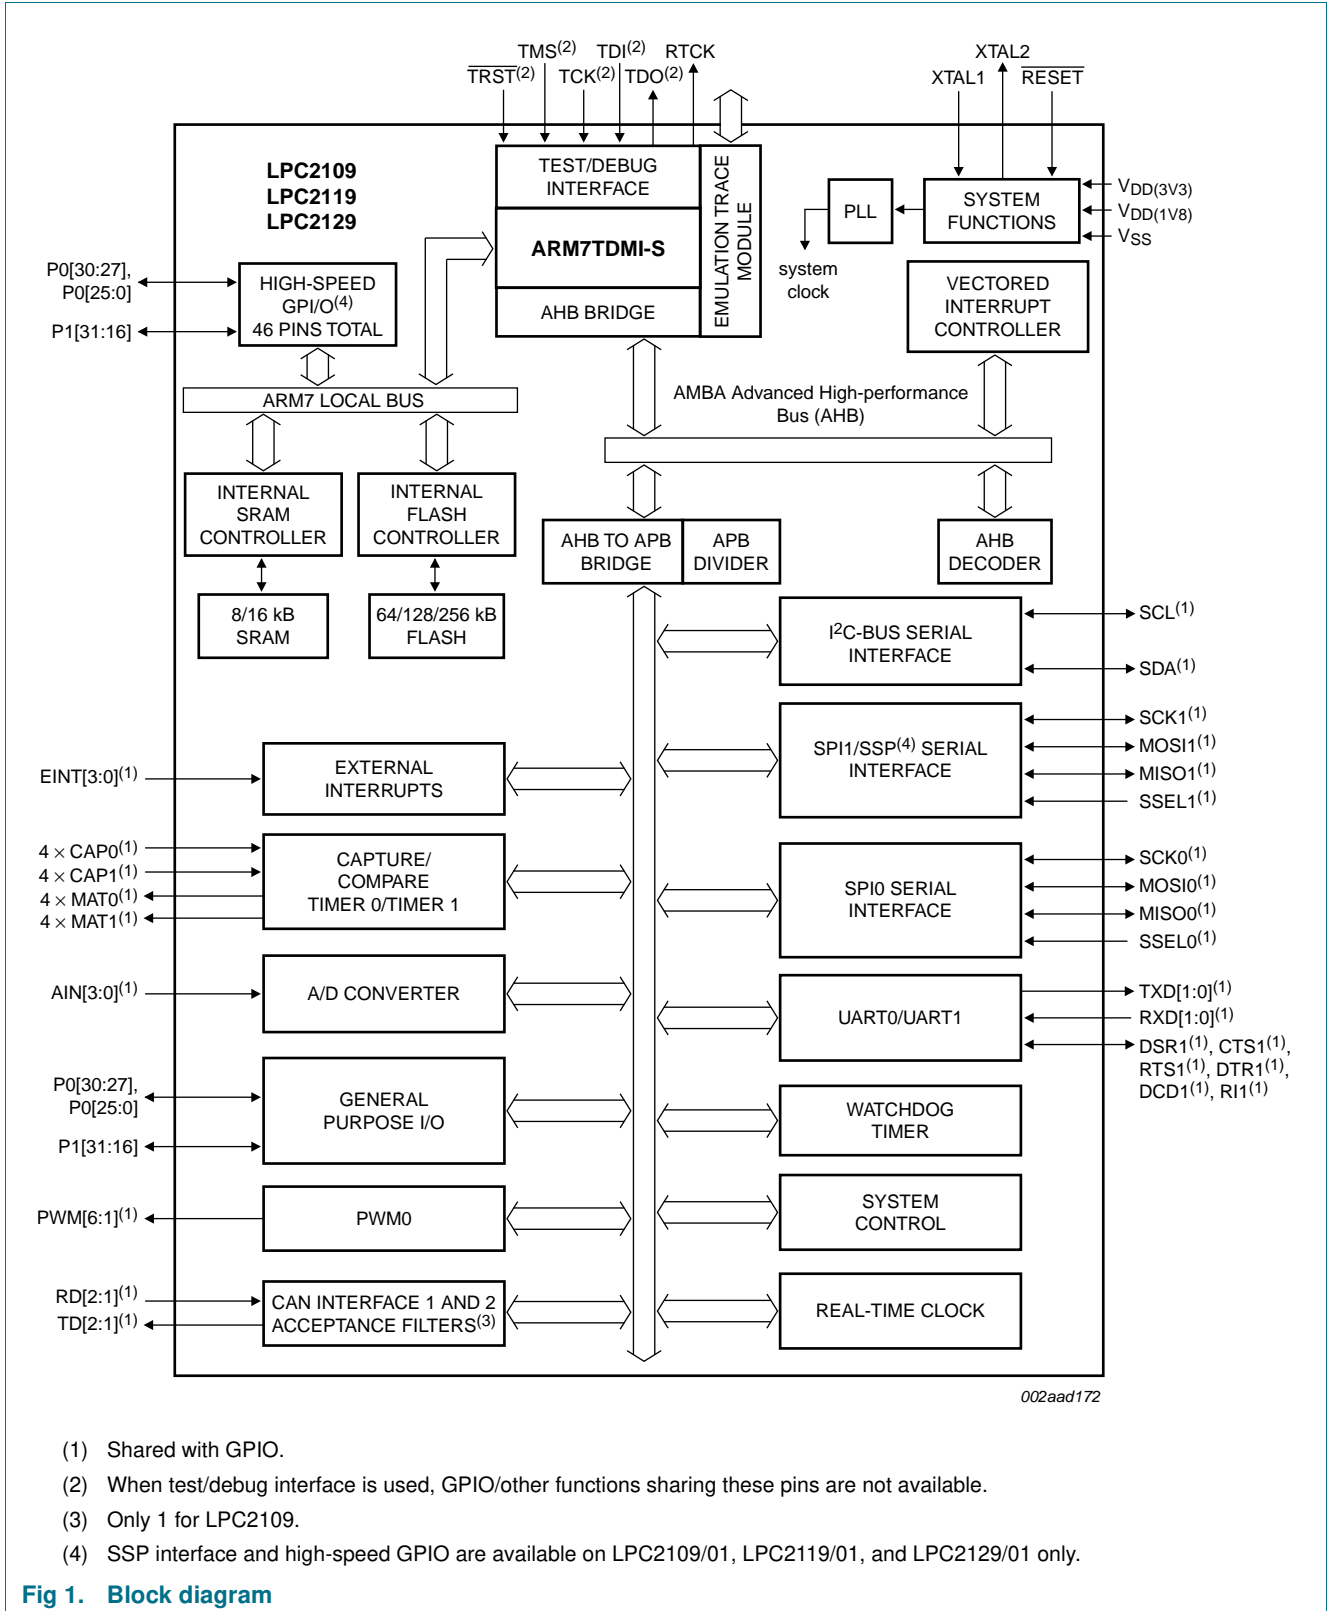 TMS(2) TDI(2) RTCK
TRST(2) TCK(2) TDO(2)
XTAL2
XTAL1 RESET
LPC2109
LPC2119
LPC2129
TEST/DEBUG
INTERFACE
ARM7TDMI-S
AHB BRIDGE
EMULATION TRACE
MODULE
PLL
SYSTEM
FUNCTIONS
VDD(3V3)
VDD(1V8)
VSS
system
clock
P0[30:27],
P0[25:0]
P1[31:16]
HIGH-SPEED
GPI/O(4)
46 PINS TOTAL
VECTORED
INTERRUPT
CONTROLLER
ARM7 LOCAL BUS
AMBA Advanced High-performance
Bus (AHB)
INTERNAL
SRAM
CONTROLLER
INTERNAL
FLASH
CONTROLLER
AHB TO APB
BRIDGE
APB
DIVIDER
AHB
DECODER
8/16 kB
SRAM
64/128/256 kB
FLASH
I2C-BUS SERIAL
INTERFACE
SCL(1)
SDA(1)
SPI1/SSP(4) SERIAL
INTERFACE
SCK1(1)
MOSI1(1)
MISO1(1)
SSEL1(1)
EINT[3:0](1)
EXTERNAL
INTERRUPTS
4 × CAP0(1)
4 × CAP1(1)
4 × MAT0(1)
4 × MAT1(1)
CAPTURE/
COMPARE
TIMER 0/TIMER 1
SPI0 SERIAL
INTERFACE
SCK0(1)
MOSI0(1)
MISO0(1)
SSEL0(1)
AIN[3:0](1)
A/D CONVERTER
UART0/UART1
TXD[1:0](1)
RXD[1:0](1)
DSR1(1), CTS1(1),
RTS1(1), DTR1(1),
DCD1(1), RI1(1)
P0[30:27],
P0[25:0]
P1[31:16]
GENERAL
PURPOSE I/O
WATCHDOG
TIMER
PWM[6:1](1)
PWM0
SYSTEM
CONTROL
RD[2:1](1)
TD[2:1](1)
CAN INTERFACE 1 AND 2
ACCEPTANCE FILTERS(3)
REAL-TIME CLOCK
002aad172
(1) Shared with GPIO.
(2) When test/debug interface is used, GPIO/other functions sharing these pins are not available.
(3) Only 1 for LPC2109.
(4) SSP interface and high-speed GPIO are available on LPC2109/01, LPC2119/01, and LPC2129/01 only.
Fig 1. Block diagram